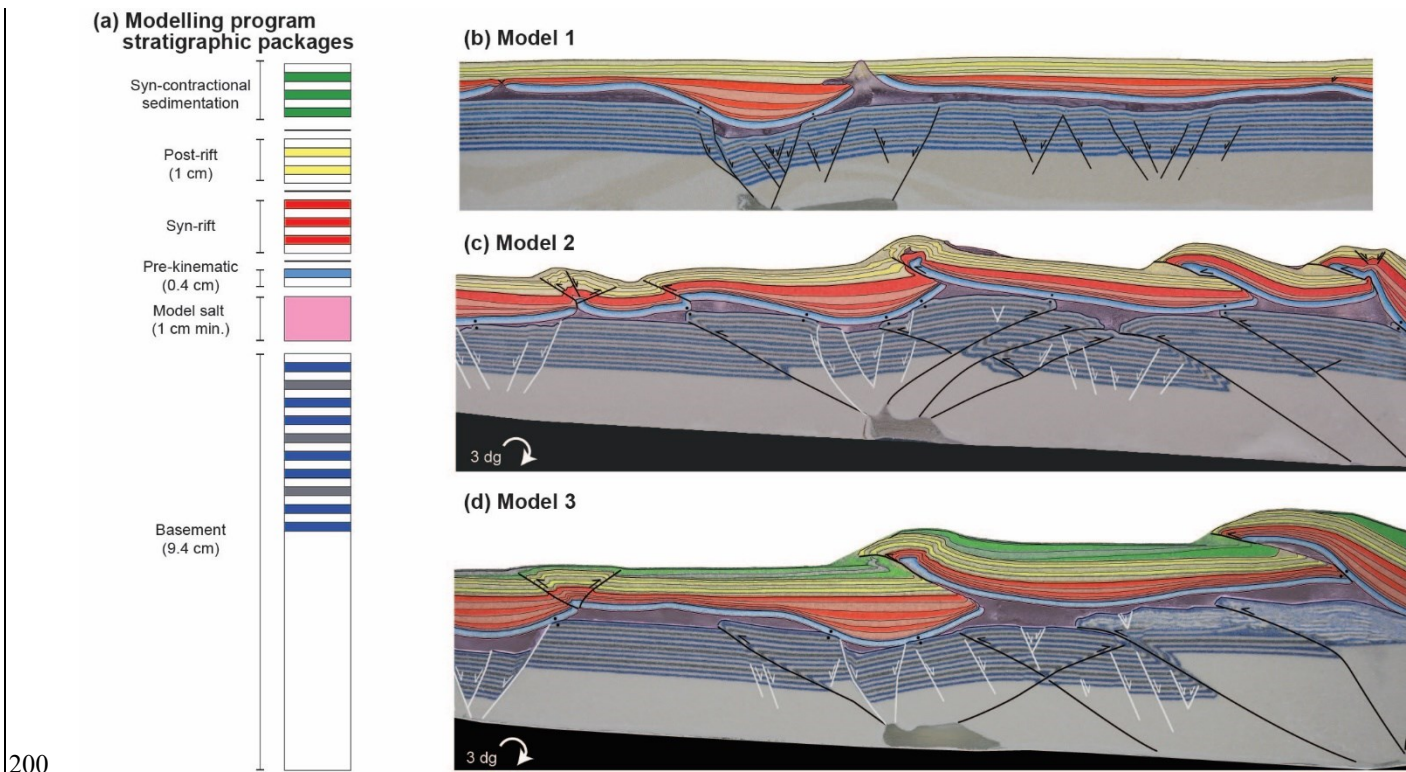 (a) Modelling program
stratigraphic packages
Syn-contractional
sedimentation
Post-rift
(1 cm)
Syn-rift
Pre-kinematic
(0.4 cm)
Model salt
(1 cm min.)
Basement
(9.4 cm)
(b) Model 1
(c) Model 2
3 dg
(d) Model 3
3 dg
200